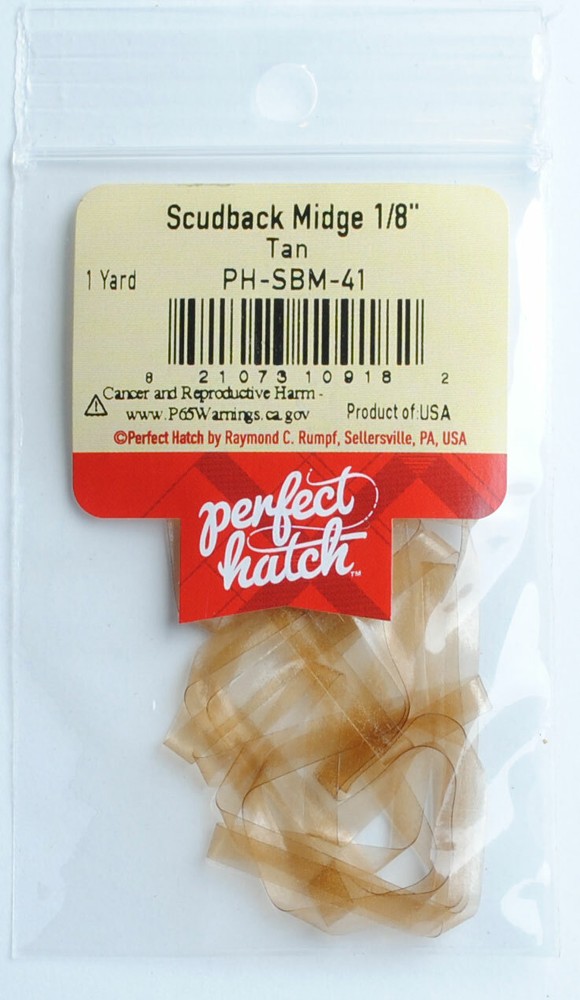 Scudback Midge 1/8"
Tan
1 Yard PH-SBM-41
8 21073 10918 2
Cancer and Reproductive Harm -
www.P65Warnings.ca.gov Product of:USA
©Perfect Hatch by Raymond C. Rumpf, Sellersville, PA, USA
perfect
hatch™